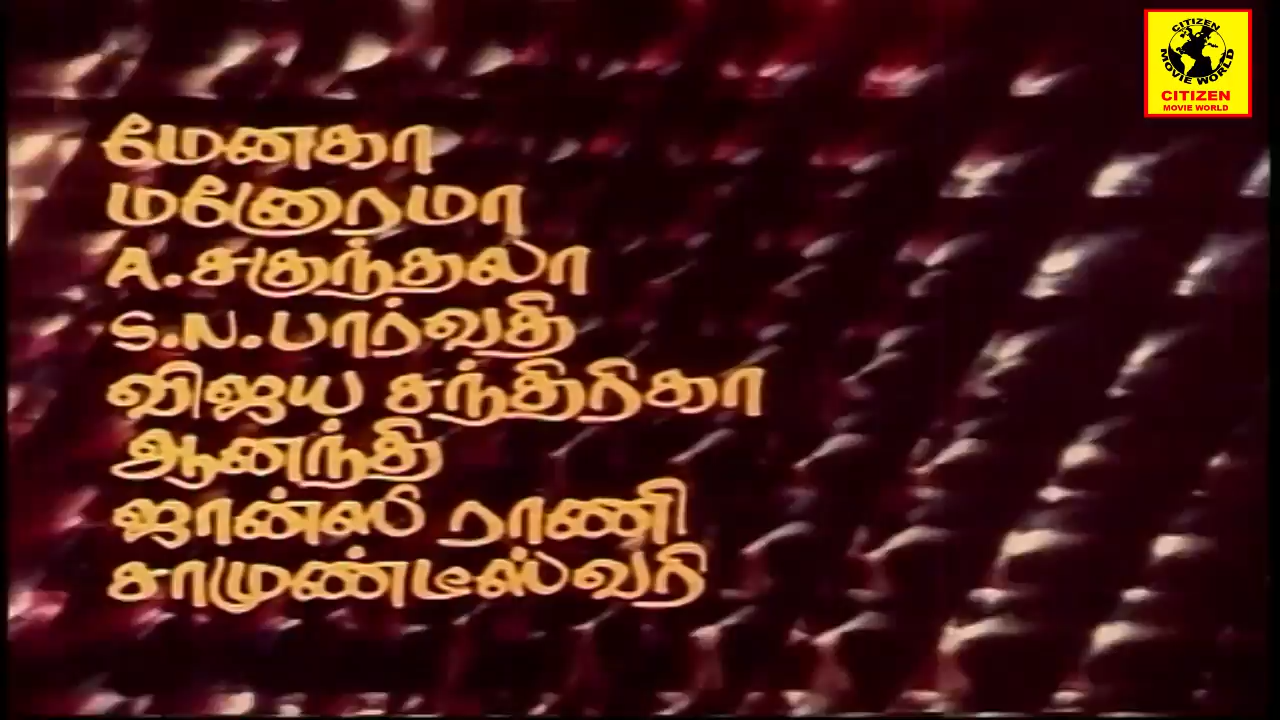 CITIZEN
MOVIE WORLD
CITIZEN
MOVIE WORLD
மேனகா
மனோரமா
A.சகுந்தலா
S.N.பார்வதி
விஜய சந்திரிகா
ஆனந்தி
ஜான்ஸி ராணி
சாமுண்டீஸ்வரி